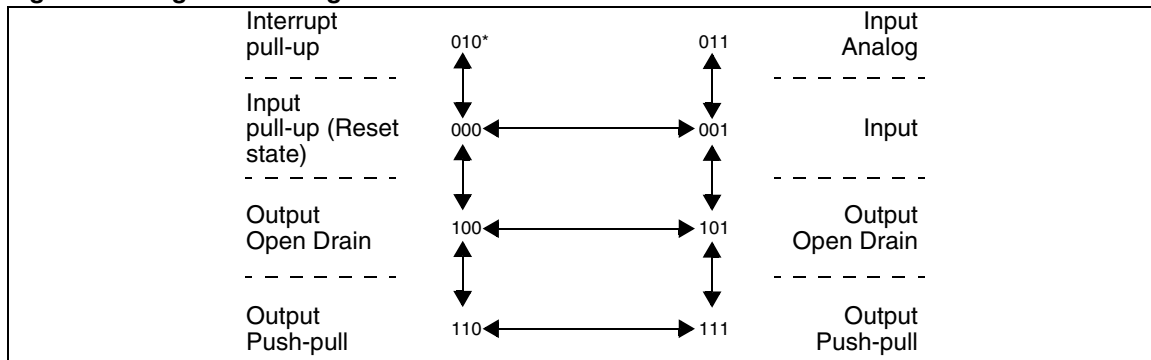 Interrupt
pull-up
010*
011
Input
Analog
Input
pull-up (Reset
state)
000
001
Input
Output
Open Drain
100
101
Output
Open Drain
Output
Push-pull
110
111
Output
Push-pull